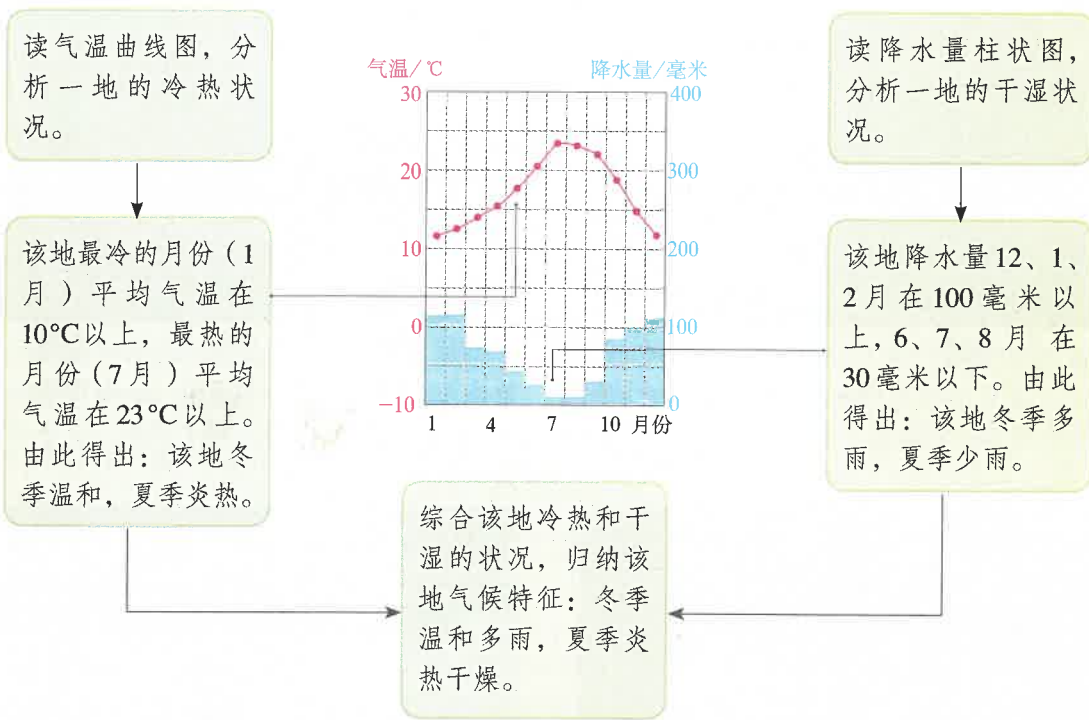 读气温曲线图，分
析一地的冷热状
况。
该地最冷的月份（1
月）平均气温在
10℃以上，最热的
月份（7月）平均
气温在23℃以上。
由此得出：该地冬
季温和，夏季炎热。
气温/℃
降水量/毫米
30
20
10
0
−10
400
300
200
100
0
1 4 7 10 月份
读降水量柱状图，
分析一地的干湿状
况。
该地降水量12、1、
2月在100毫米以
上，6、7、8月 在
30毫米以下。由此
得出：该地冬季多
雨，夏季少雨。
综合该地冷热和干
湿的状况，归纳该
地气候特征：冬季
温和多雨，夏季炎
热干燥。